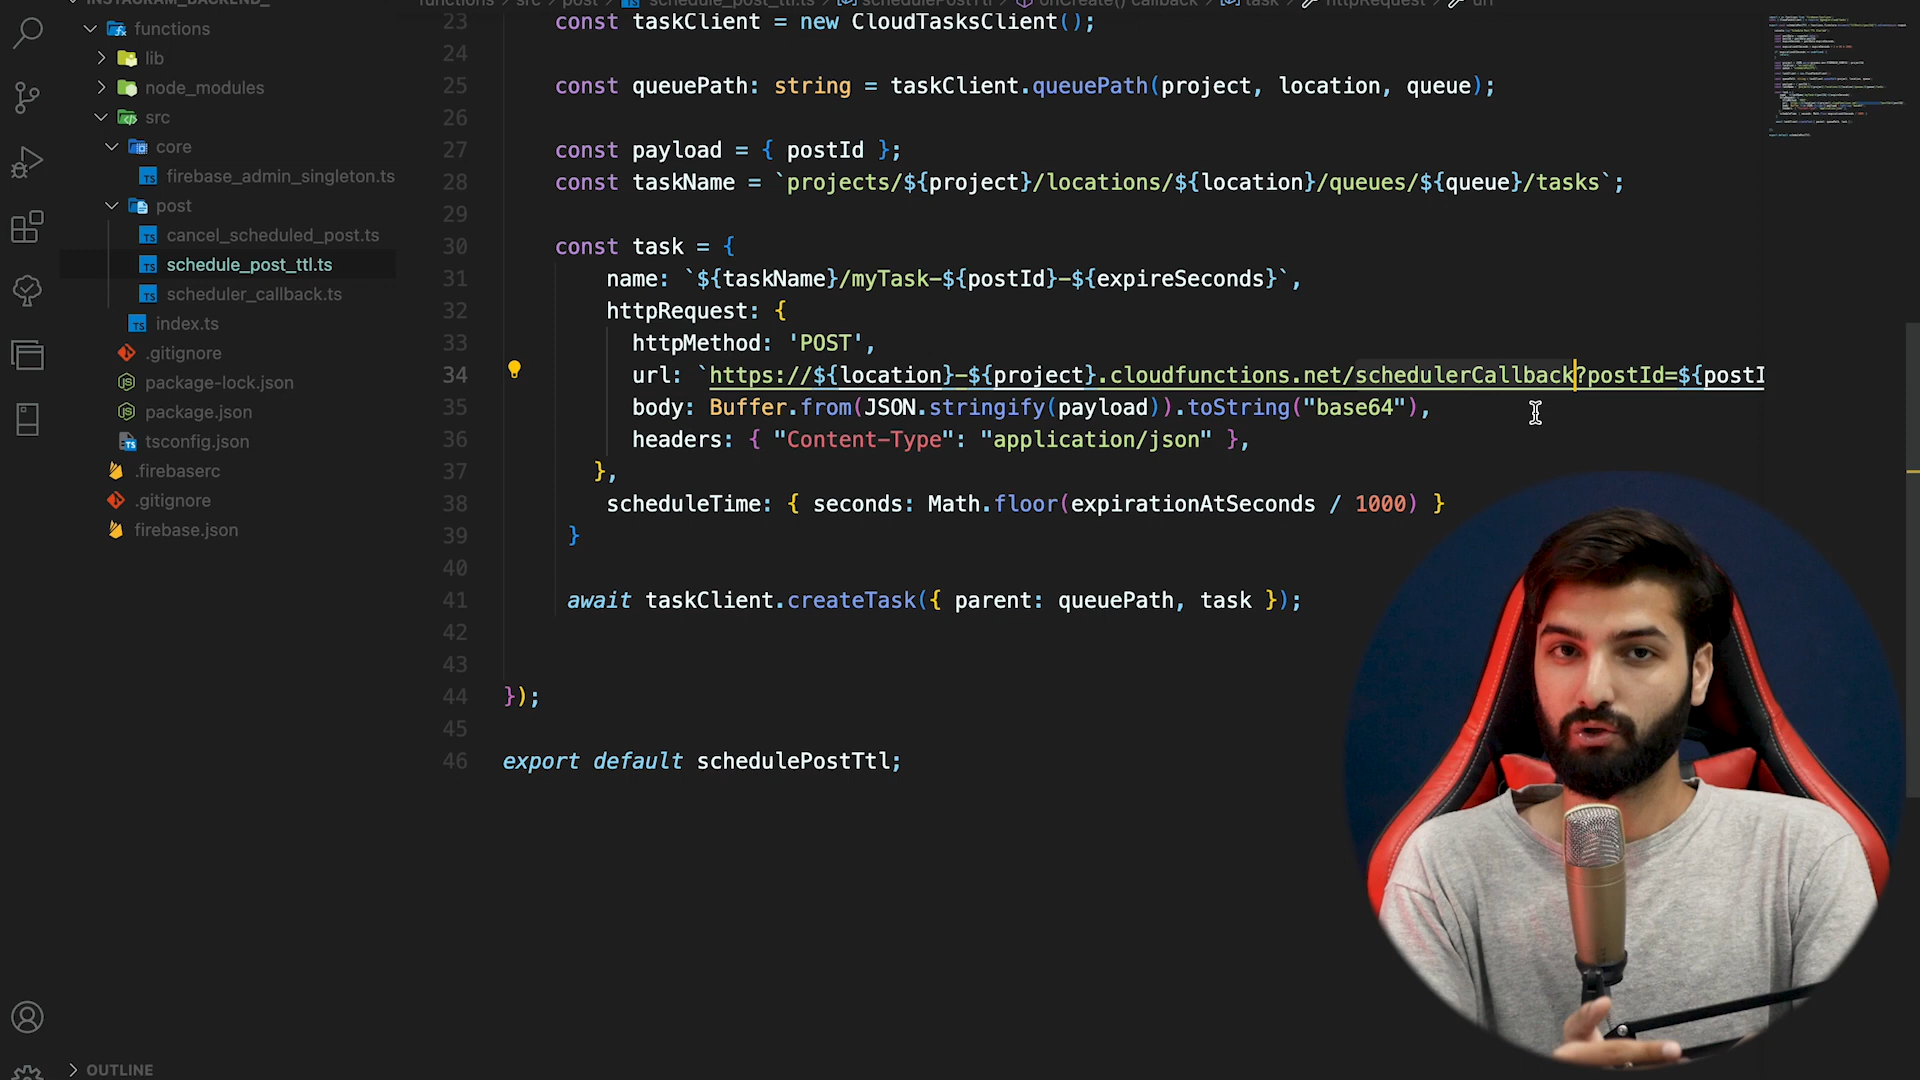 functions
lib
node_modules
src
core
firebase_admin_singleton.ts
post
cancel_scheduled_post.ts
schedule_post_ttl.ts
scheduler_callback.ts
index.ts
.gitignore
package-lock.json
package.json
tsconfig.json
.firebaserc
.gitignore
firebase.json
OUTLINE
23 const taskClient = new CloudTasksClient();
24
25 const queuePath: string = taskClient.queuePath(project, location, queue);
26
27 const payload = { postId };
28 const taskName = `projects/${project}/locations/${location}/queues/${queue}/tasks`;
29
30 const task = {
31 name: `${taskName}/myTask-${postId}-${expireSeconds}`,
32 httpRequest: {
33 httpMethod: 'POST',
34 url: `https://${location}-${project}.cloudfunctions.net/schedulerCallback?postId=${postI
35 body: Buffer.from(JSON.stringify(payload)).toString("base64"),
36 headers: { "Content-Type": "application/json" },
37 },
38 scheduleTime: { seconds: Math.floor(expirationAtSeconds / 1000) }
39 }
40
41 await taskClient.createTask({ parent: queuePath, task });
42
43
44 });
45
46 export default schedulePostTtl;